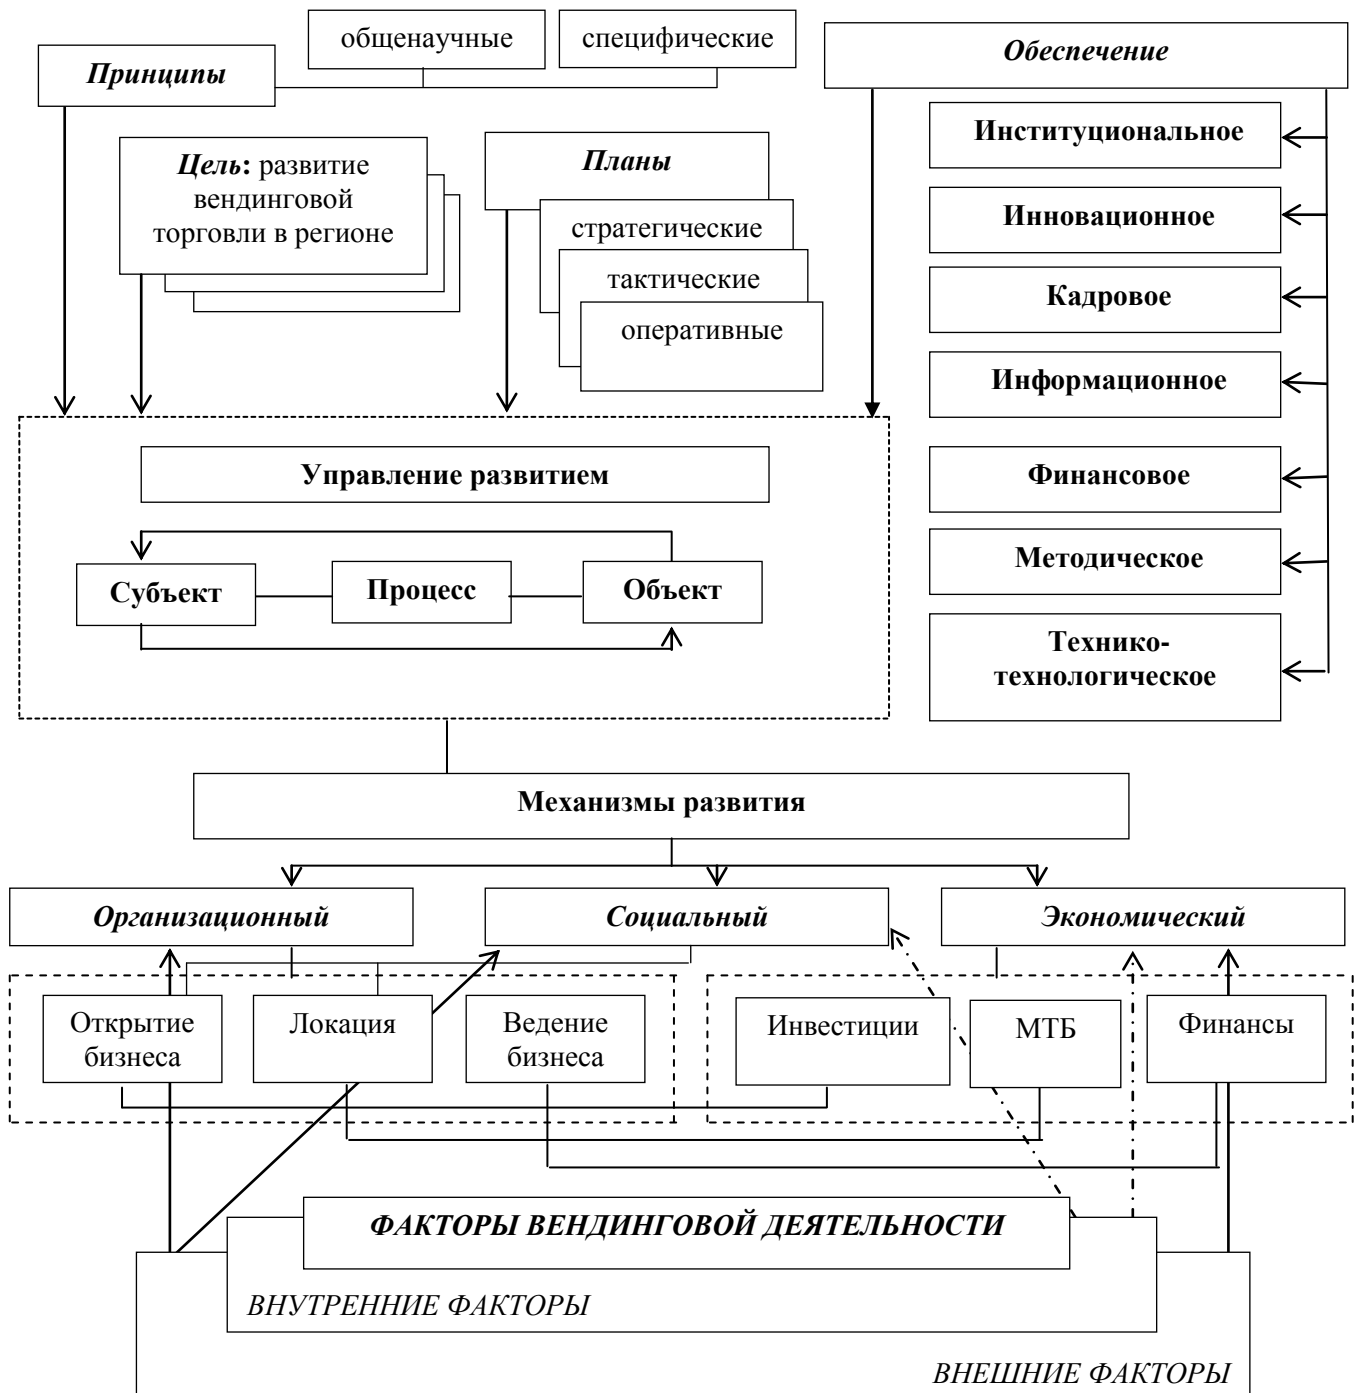 общенаучные
специфические
Принципы
Обеспечение
Цель: развитие
вендинговой
торговли в регионе
Планы
стратегические
тактические
оперативные
Институциональное
Инновационное
Кадровое
Информационное
Финансовое
Методическое
Технико-
технологическое
Управление развитием
Субъект
Процесс
Объект
Механизмы развития
Организационный
Социальный
Экономический
Открытие
бизнеса
Локация
Ведение
бизнеса
Инвестиции
МТБ
Финансы
ФАКТОРЫ ВЕНДИНГОВОЙ ДЕЯТЕЛЬНОСТИ
ВНУТРЕННИЕ ФАКТОРЫ
ВНЕШНИЕ ФАКТОРЫ